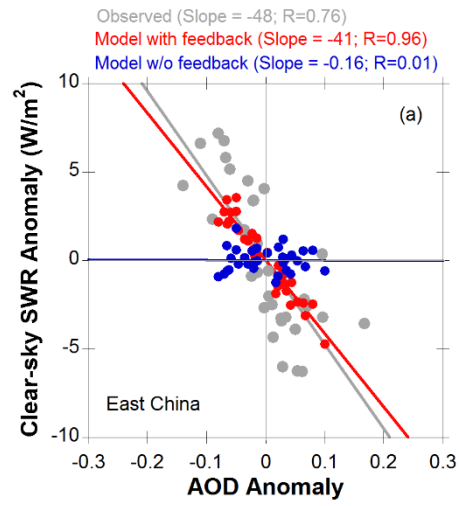 Observed (Slope = -48; R=0.76)
Model with feedback (Slope = -41; R=0.96)
Model w/o feedback (Slope = -0.16; R=0.01)
Clear-sky SWR Anomaly (W/m²)
10
5
0
-5
-10
(a)
East China
-0.3 -0.2 -0.1 0 0.1 0.2 0.3
AOD Anomaly